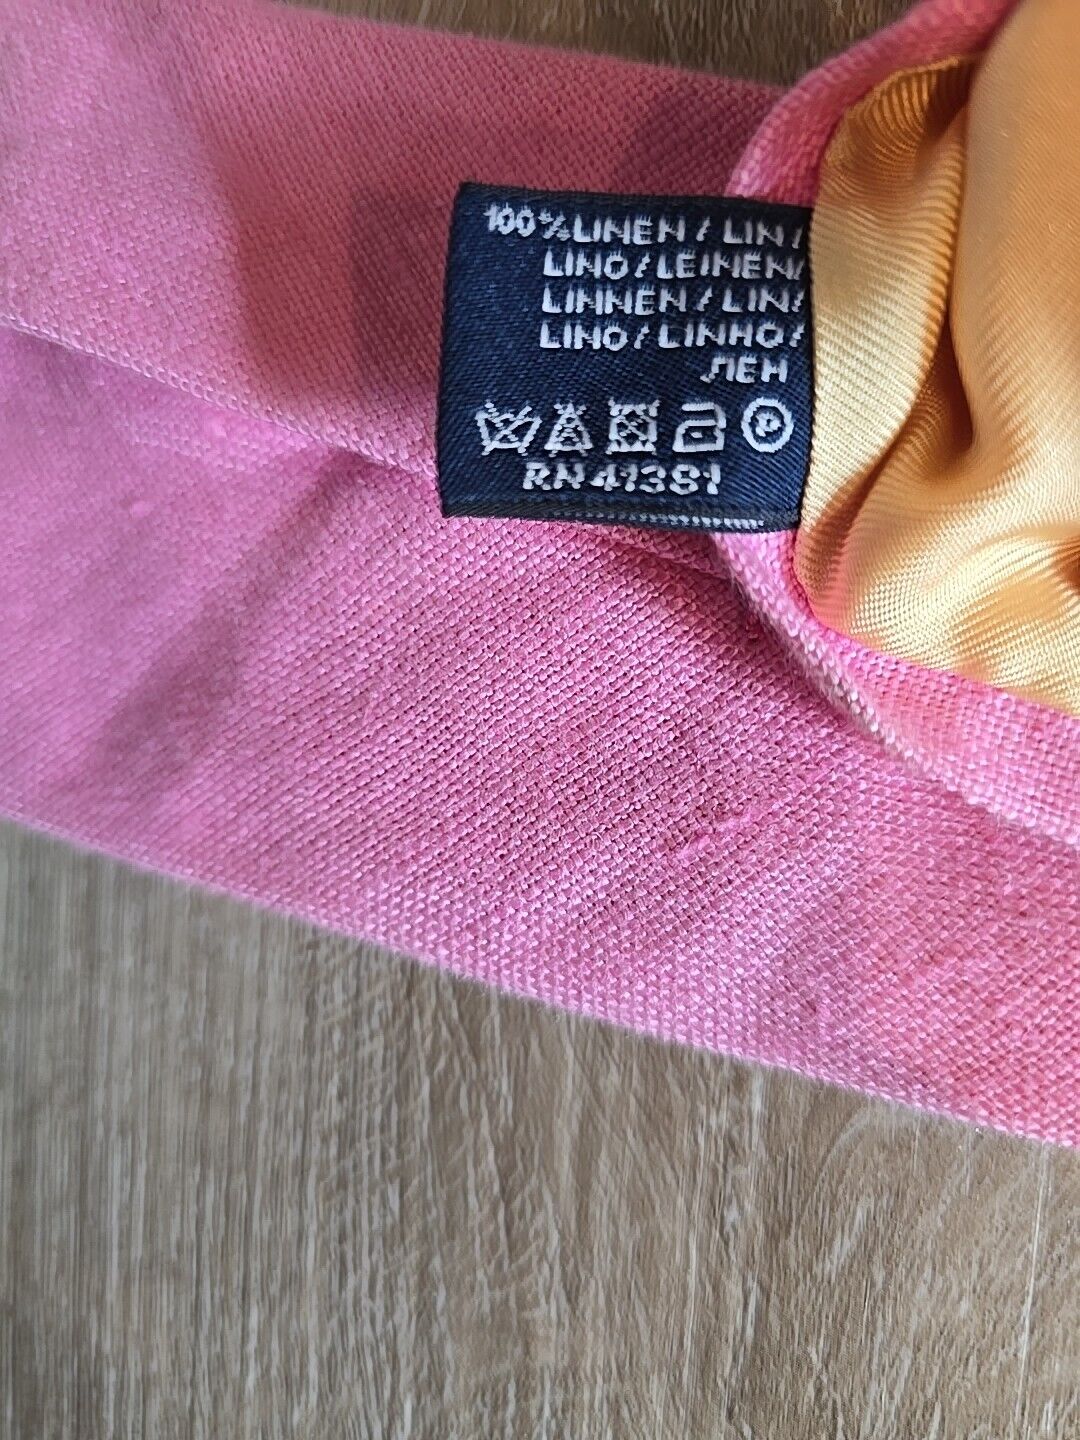 100% LINEN / LIN /
LINO / LEINEN /
LINNEN / LIN /
LINO / LINHO /
ЛЕН
P
RN41381